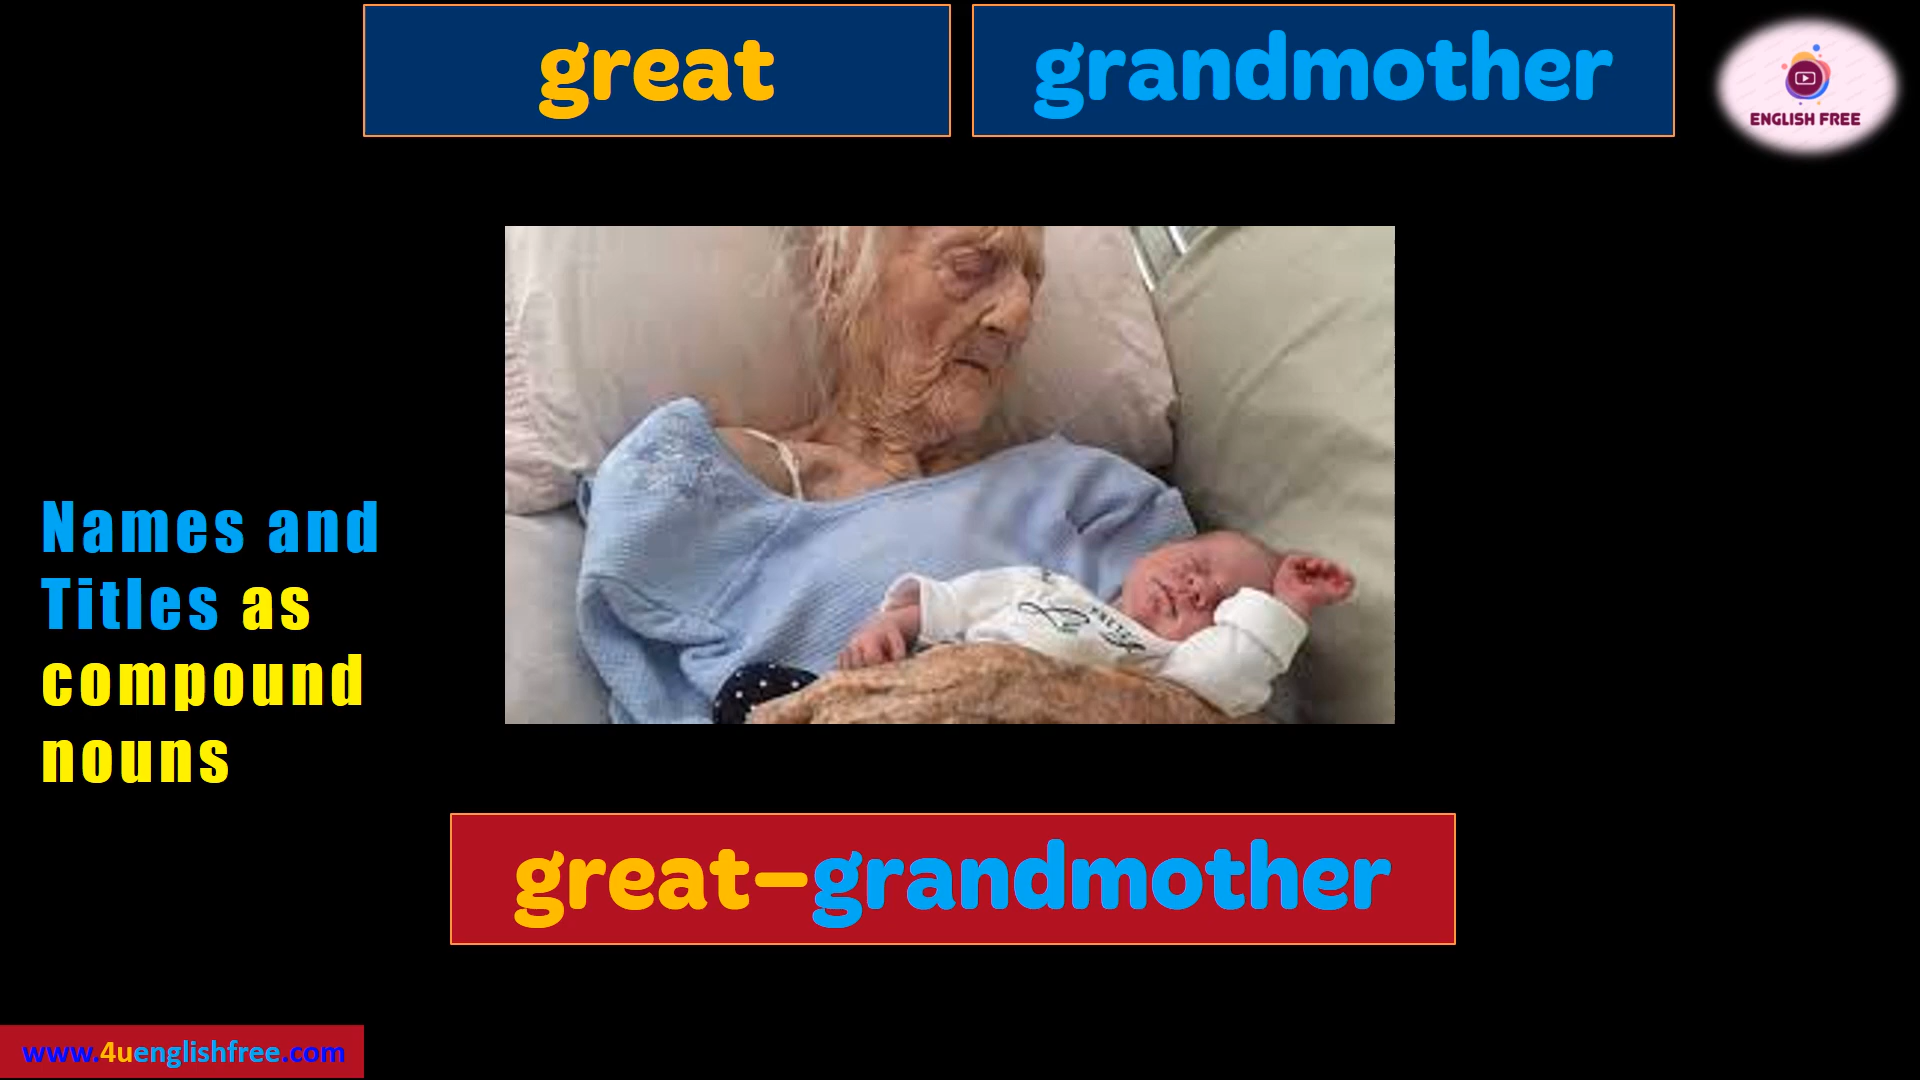 great
grandmother
ENGLISH FREE
Names and
Titles as
compound
nouns
great-grandmother
www.4uenglishfree.com